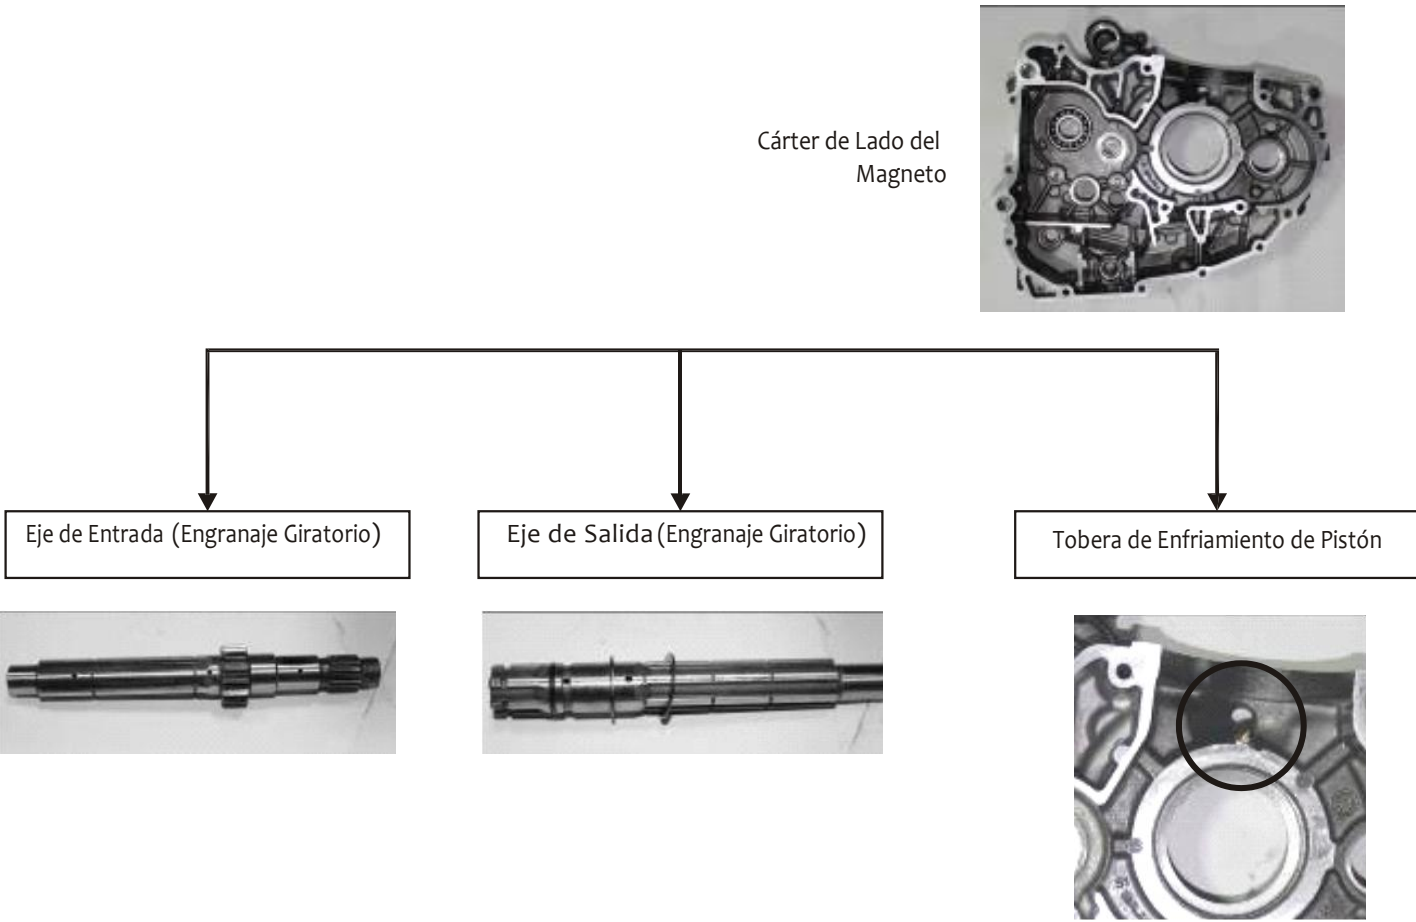 Cárter de Lado del
Magneto
Eje de Entrada (Engranaje Giratorio)
Eje de Salida (Engranaje Giratorio)
Tobera de Enfriamiento de Pistón